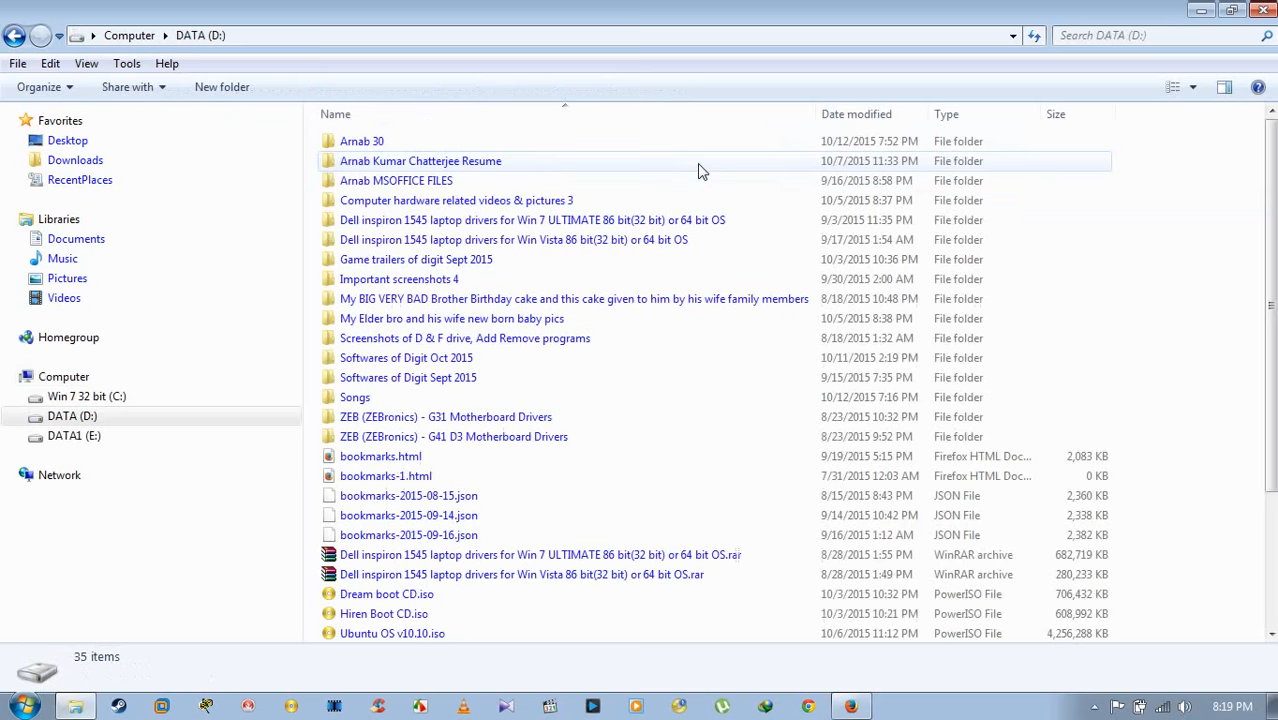 Computer DATA (D:) Search DATA (D:)
File Edit View Tools Help
Organize Share with New folder
Name Date modified Type Size
Favorites
Desktop
Downloads
RecentPlaces
Libraries
Documents
Music
Pictures
Videos
Homegroup
Computer
Win 7 32 bit (C:)
DATA (D:)
DATA1 (E:)
Network
Arnab 30 10/12/2015 7:52 PM File folder
Arnab Kumar Chatterjee Resume 10/7/2015 11:33 PM File folder
Arnab MSOFFICE FILES 9/16/2015 8:58 PM File folder
Computer hardware related videos & pictures 3 10/5/2015 8:37 PM File folder
Dell inspiron 1545 laptop drivers for Win 7 ULTIMATE 86 bit(32 bit) or 64 bit OS 9/3/2015 11:35 PM File folder
Dell inspiron 1545 laptop drivers for Win Vista 86 bit(32 bit) or 64 bit OS 9/17/2015 1:54 AM File folder
Game trailers of digit Sept 2015 10/3/2015 10:36 PM File folder
Important screenshots 4 9/30/2015 2:00 AM File folder
My BIG VERY BAD Brother Birthday cake and this cake given to him by his wife family members 8/18/2015 10:48 PM File folder
My Elder bro and his wife new born baby pics 10/5/2015 8:38 PM File folder
Screenshots of D & F drive, Add Remove programs 8/18/2015 1:32 AM File folder
Softwares of Digit Oct 2015 10/11/2015 2:19 PM File folder
Softwares of Digit Sept 2015 9/15/2015 7:35 PM File folder
Songs 10/12/2015 7:16 PM File folder
ZEB (ZEBronics) - G31 Motherboard Drivers 8/23/2015 10:32 PM File folder
ZEB (ZEBronics) - G41 D3 Motherboard Drivers 8/23/2015 9:52 PM File folder
bookmarks.html 9/19/2015 5:15 PM Firefox HTML Doc... 2,083 KB
bookmarks-1.html 7/31/2015 12:03 AM Firefox HTML Doc... 0 KB
bookmarks-2015-08-15.json 8/15/2015 8:43 PM JSON File 2,360 KB
bookmarks-2015-09-14.json 9/14/2015 10:42 PM JSON File 2,338 KB
bookmarks-2015-09-16.json 9/16/2015 1:12 AM JSON File 2,382 KB
Dell inspiron 1545 laptop drivers for Win 7 ULTIMATE 86 bit(32 bit) or 64 bit OS.rar 8/28/2015 1:55 PM WinRAR archive 682,719 KB
Dell inspiron 1545 laptop drivers for Win Vista 86 bit(32 bit) or 64 bit OS.rar 8/28/2015 1:49 PM WinRAR archive 280,233 KB
Dream boot CD.iso 10/3/2015 10:32 PM PowerISO File 706,432 KB
Hiren Boot CD.iso 10/3/2015 10:21 PM PowerISO File 608,992 KB
Ubuntu OS v10.10.iso 10/6/2015 11:12 PM PowerISO File 4,256,288 KB
35 items
8:19 PM